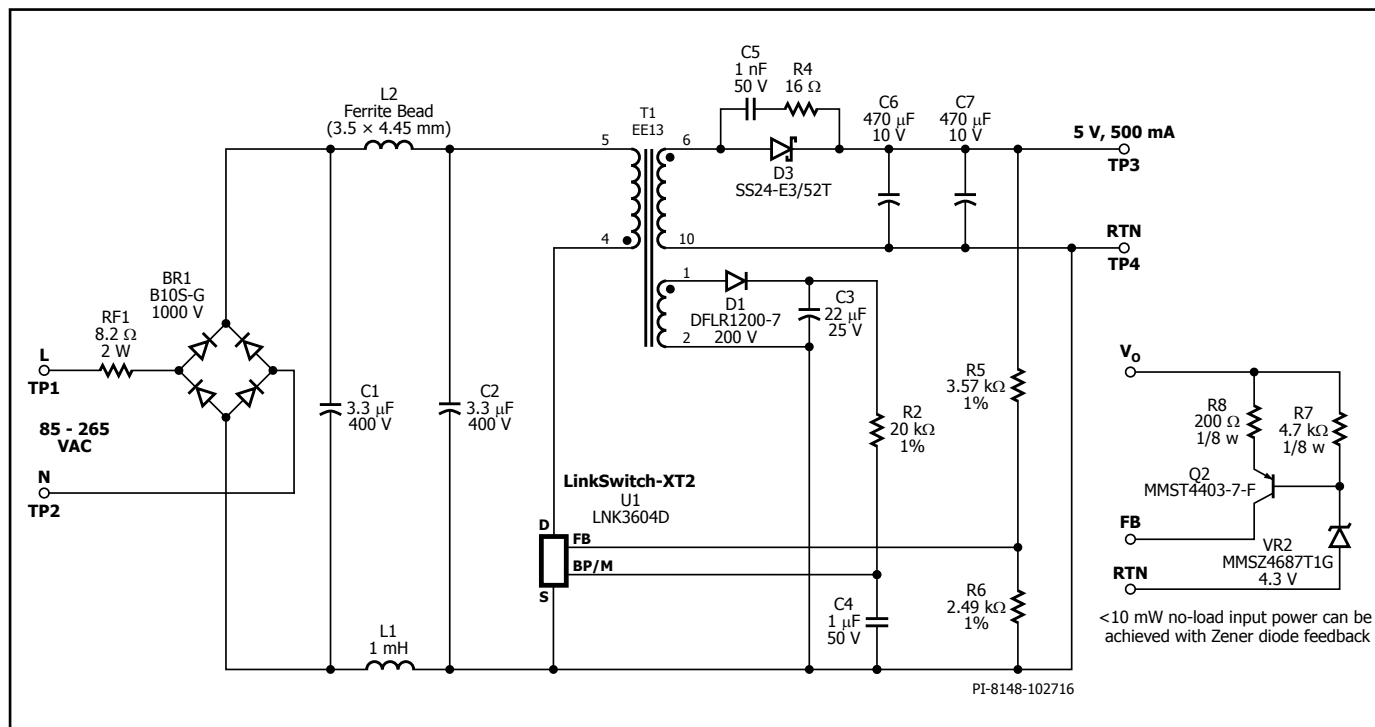 L2
Ferrite Bead
(3.5 × 4.45 mm)
C5
1 nF
50 V
R4
16 Ω
T1
EE13
5
4
6
10
1
2
D3
SS24-E3/52T
C6
470 µF
10 V
C7
470 µF
10 V
5 V, 500 mA
TP3
RTN
TP4
D1
DFLR1200-7
200 V
C3
22 µF
25 V
BR1
B10S-G
1000 V
RF1
8.2 Ω
2 W
L
TP1
85 - 265
VAC
N
TP2
C1
3.3 µF
400 V
C2
3.3 µF
400 V
R5
3.57 kΩ
1%
R2
20 kΩ
1%
LinkSwitch-XT2
U1
LNK3604D
D
FB
BP/M
S
R6
2.49 kΩ
1%
C4
1 µF
50 V
L1
1 mH
VO
R8
200 Ω
1/8 w
R7
4.7 kΩ
1/8 w
Q2
MMST4403-7-F
FB
VR2
MMSZ4687T1G
4.3 V
RTN
<10 mW no-load input power can be
achieved with Zener diode feedback
PI-8148-102716